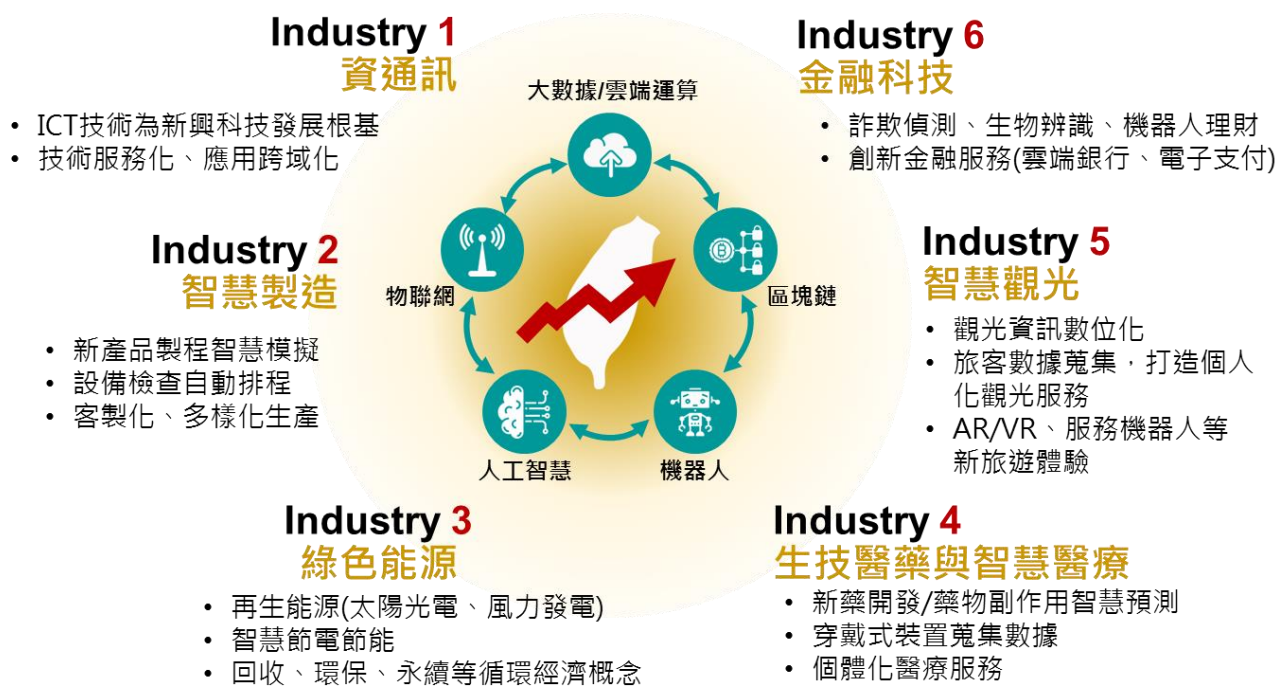 Industry 1
資通訊
• ICT技術為新興科技發展根基
• 技術服務化、應用跨域化
Industry 2
智慧製造
• 新產品製程智慧模擬
• 設備檢查自動排程
• 客製化、多樣化生產
Industry 3
綠色能源
• 再生能源(太陽光電、風力發電)
• 智慧節電節能
• 回收、環保、永續等循環經濟概念
大數據/雲端運算
物聯網
區塊鏈
人工智慧
機器人
Industry 6
金融科技
• 詐欺偵測、生物辨識、機器人理財
• 創新金融服務(雲端銀行、電子支付)
Industry 5
智慧觀光
• 觀光資訊數位化
• 旅客數據蒐集，打造個人
化觀光服務
• AR/VR、服務機器人等
新旅遊體驗
Industry 4
生技醫藥與智慧醫療
• 新藥開發/藥物副作用智慧預測
• 穿戴式裝置蒐集數據
• 個體化醫療服務